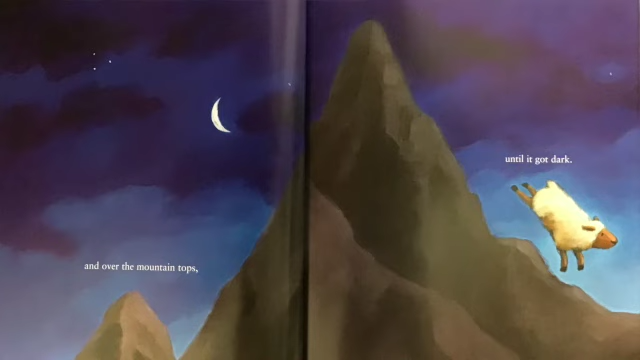 and over the mountain tops,
until it got dark.